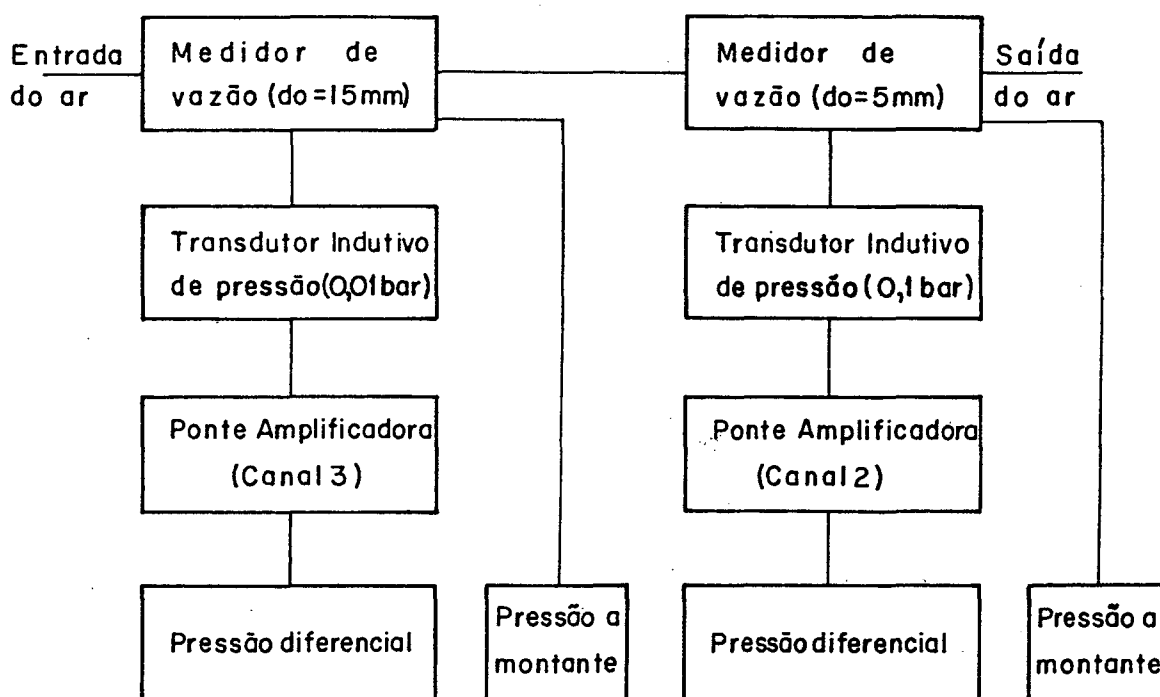 Entrada
do ar
Medidor de
vazão (do=15mm)
Medidor de
vazão (do=5mm)
Saída
do ar
Transdutor Indutivo
de pressão(0,01bar)
Transdutor Indutivo
de pressão (0,1 bar)
Ponte Amplificadora
(Canal 3)
Ponte Amplificadora
(Canal 2)
Pressão diferencial
Pressão a
montante
Pressão diferencial
Pressão a
montante